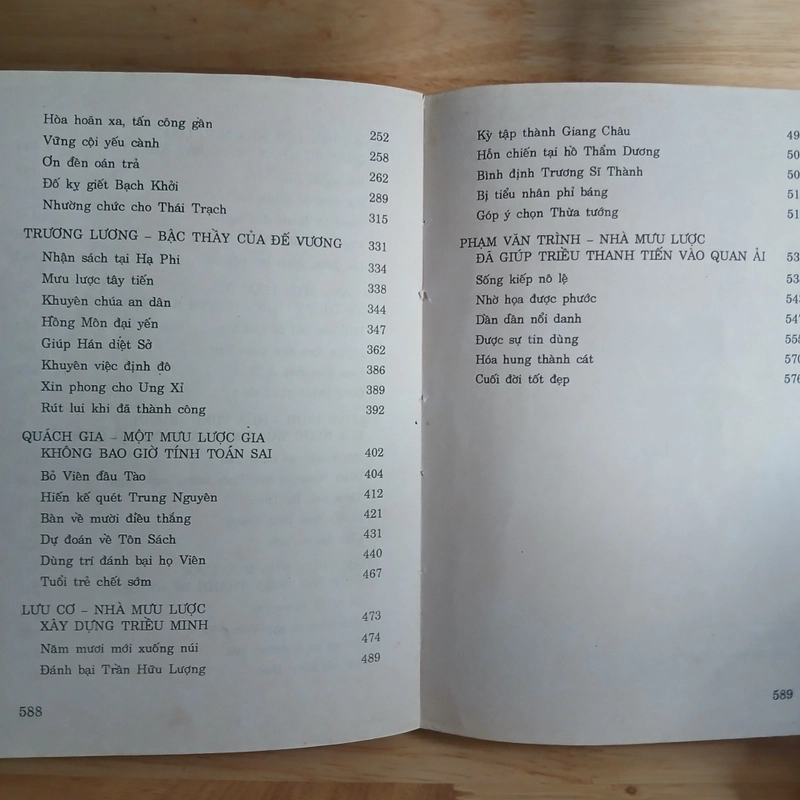 Hòa hoãn xa, tấn công gần 252
Vững cội yếu cành 258
Ơn đền oán trả 262
Đố kỵ giết Bạch Khởi 289
Nhường chức cho Thái Trạch 315
TRƯƠNG LƯƠNG – BẬC THẦY CỦA ĐẾ VƯƠNG 331
Nhận sách tại Hạ Phi 334
Mưu lược tây tiến 338
Khuyên chúa an dân 344
Hồng Môn đại yến 347
Giúp Hán diệt Sở 362
Khuyên việc định đô 386
Xin phong cho Ung Xỉ 389
Rút lui khi đã thành công 392
QUÁCH GIA – MỘT MƯU LƯỢC GIA
KHÔNG BAO GIỜ TÍNH TOÁN SAI 402
Bỏ Viên đầu Tào 404
Hiến kế quét Trung Nguyên 412
Bàn về mười điều thắng 421
Dự đoán về Tôn Sách 431
Dùng trí đánh bại họ Viên 440
Tuổi trẻ chết sớm 467
LƯU CƠ – NHÀ MƯU LƯỢC
XÂY DỰNG TRIỀU MINH 473
Năm mươi mới xuống núi 474
Đánh bại Trần Hữu Lượng 489
588
Kỳ tập thành Giang Châu 49
Hỗn chiến tại hồ Thẩm Dương 50
Bình định Trương Sĩ Thành 50
Bị tiểu nhân phỉ báng 51
Góp ý chọn Thừa tướng 51
PHẠM VĂN TRÌNH – NHÀ MƯU LƯỢC
ĐÃ GIÚP TRIỀU THANH TIẾN VÀO QUAN ẢI 53
Sống kiếp nô lệ 53
Nhờ họa được phước 543
Dần dần nổi danh 547
Được sự tin dùng 558
Hóa hung thành cát 570
Cuối đời tốt đẹp 576
589